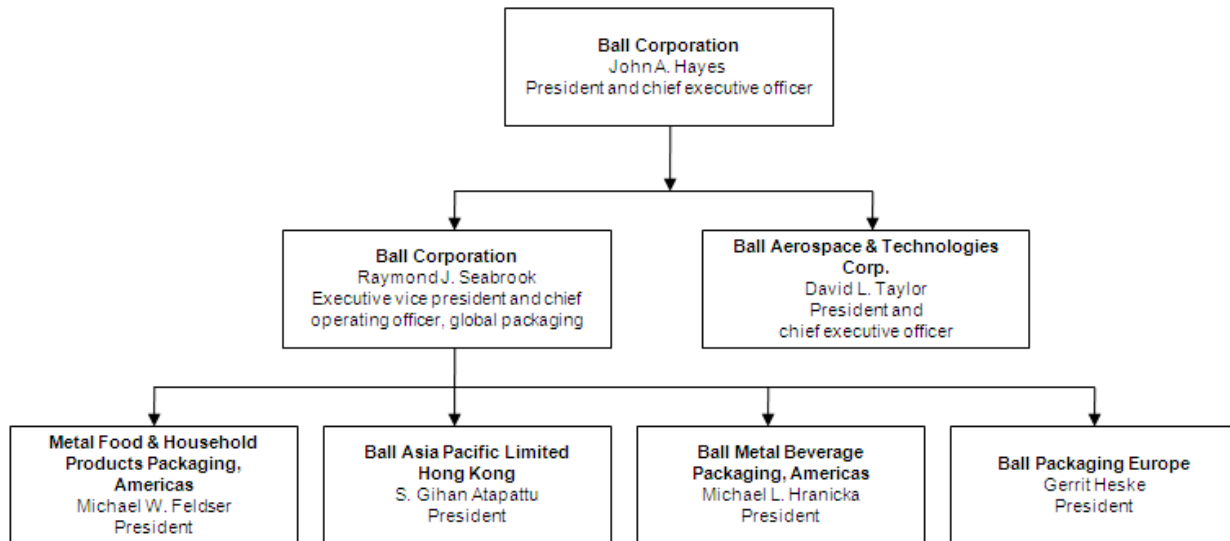 Ball Corporation
John A. Hayes
President and chief executive officer
Ball Corporation
Raymond J. Seabrook
Executive vice president and chief
operating officer, global packaging
Ball Aerospace & Technologies
Corp.
David L. Taylor
President and
chief executive officer
Metal Food & Household
Products Packaging,
Americas
Michael W. Feldser
President
Ball Asia Pacific Limited
Hong Kong
S. Gihan Atapattu
President
Ball Metal Beverage
Packaging, Americas
Michael L. Hranicka
President
Ball Packaging Europe
Gerrit Heske
President